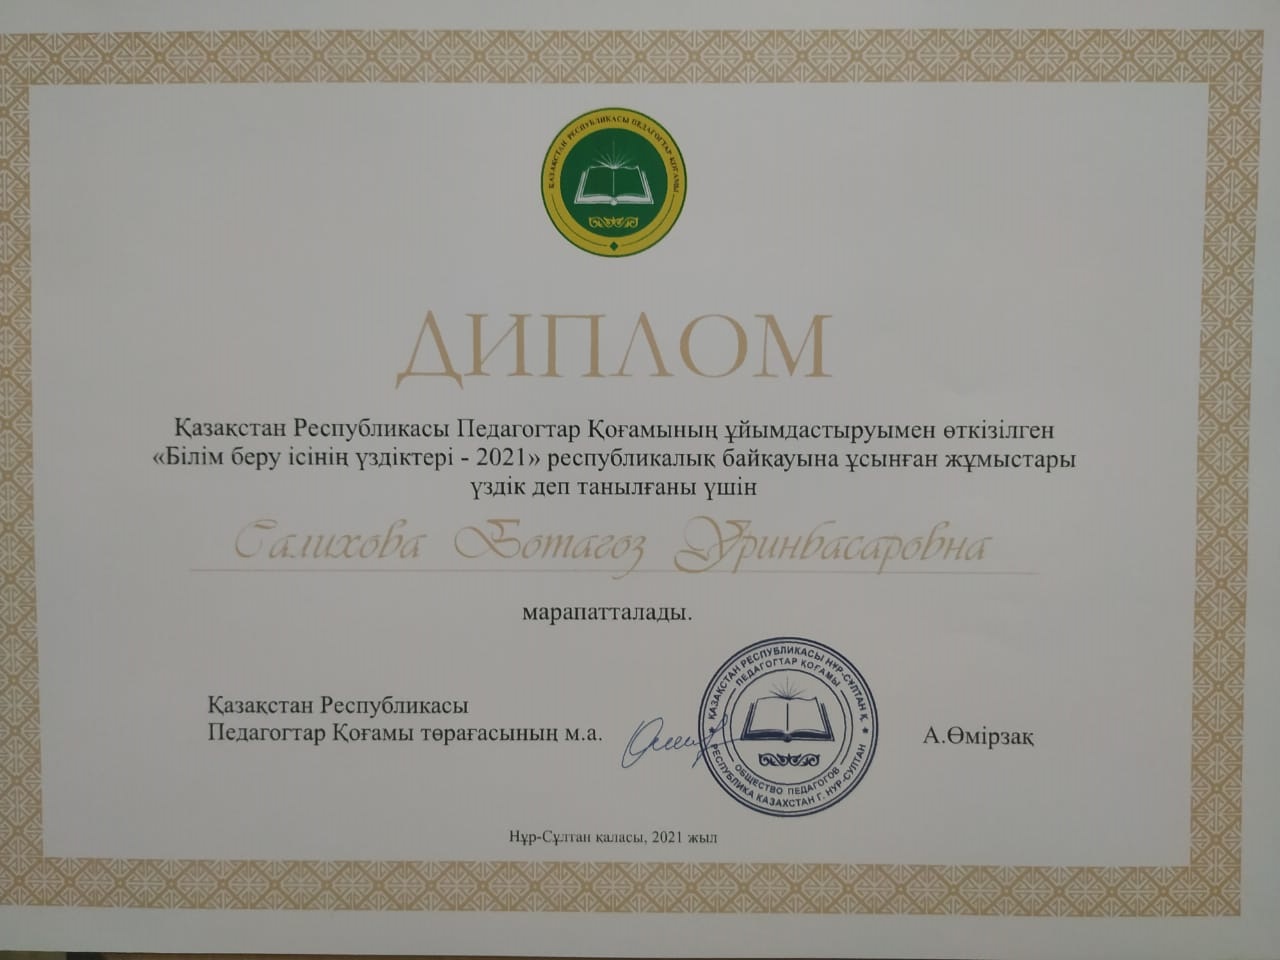 ҚАЗАҚСТАН РЕСПУБЛИКАСЫ ПЕДАГОГТАР ҚОҒАМЫ
ДИПЛОМ
Қазақстан Республикасы Педагогтар Қоғамының ұйымдастыруымен өткізілген
«Білім беру ісінің үздіктері - 2021» республикалық байқауына ұсынған жұмыстары
үздік деп танылғаны үшін
Салихова Ботагоз Уринбасаровна
марапатталады.
Қазақстан Республикасы
Педагогтар Қоғамы төрағасының м.а.
А.Өмірзақ
ҚАЗАҚСТАН РЕСПУБЛИКАСЫ НҰР-СҰЛТАН Қ.
ПЕДАГОГТАР ҚОҒАМЫ
ОБЩЕСТВО ПЕДАГОГОВ
РЕСПУБЛИКА КАЗАХСТАН Г. НУР-СУЛТАН
Нұр-Сұлтан қаласы, 2021 жыл